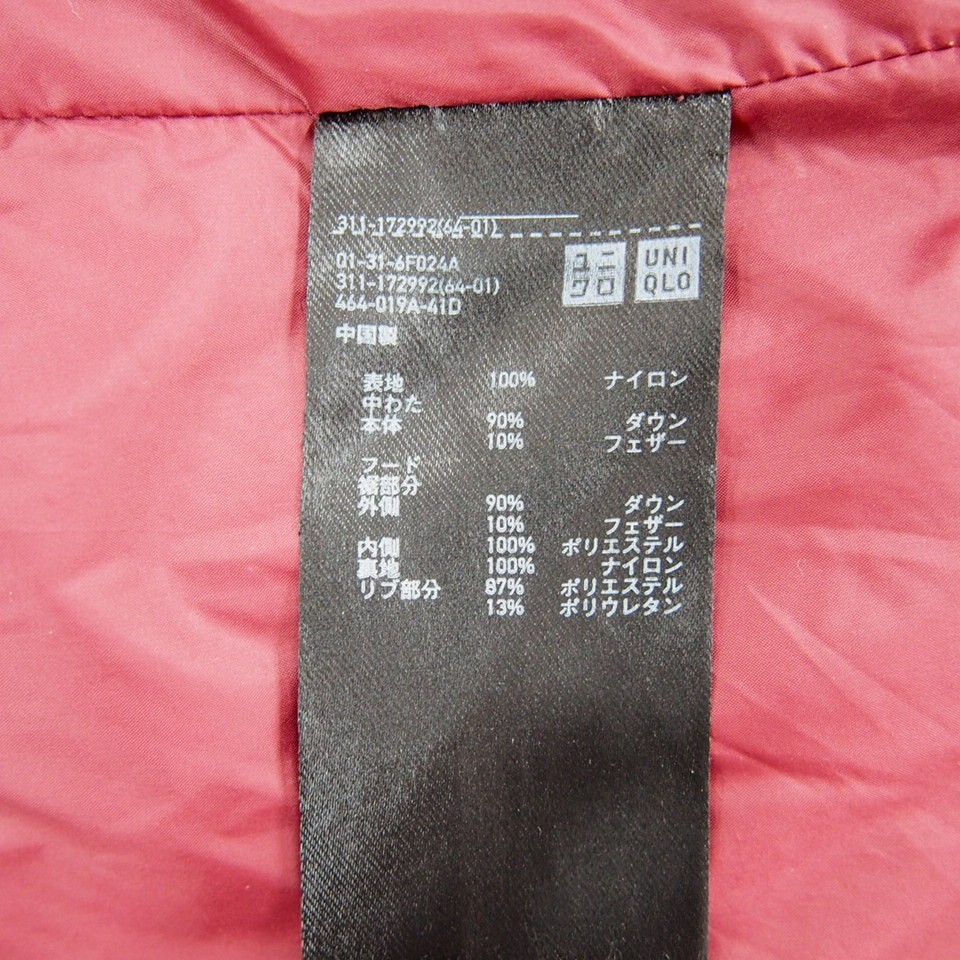 311-172992(64-01)
ユニ
クロ
UNI
QLO
01-31-6F024A
311-172992(64-01)
464-019A-41D
中国製
表地 100% ナイロン
中わた
本体 90% ダウン
10% フェザー
フード
裾部分
外側 90% ダウン
10% フェザー
内側 100% ポリエステル
裏地 100% ナイロン
リブ部分 87% ポリエステル
13% ポリウレタン